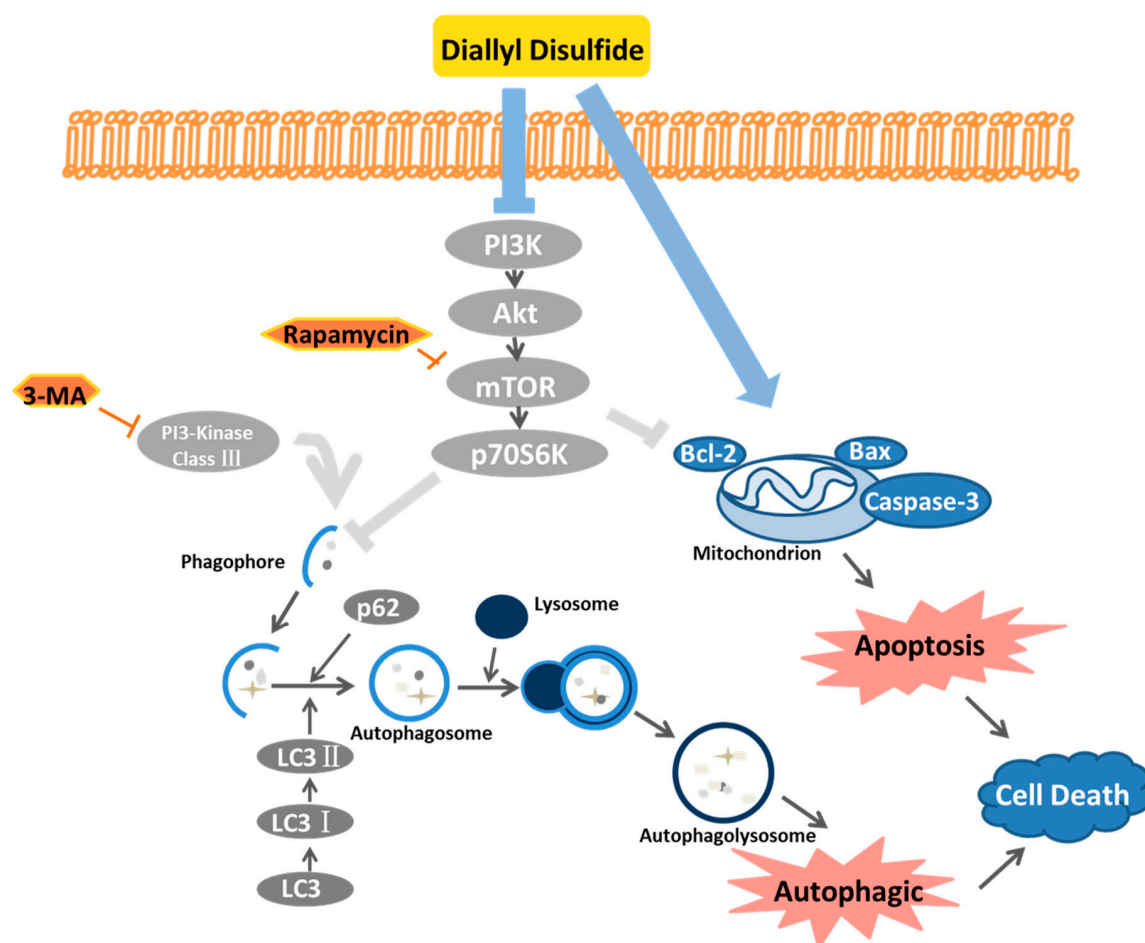 Diallyl Disulfide
PI3K
Akt
Rapamycin
mTOR
3-MA
PI3-Kinase
Class III
p70S6K
Bcl-2
Bax
Caspase-3
Mitochondrion
Phagophore
p62
Lysosome
Apoptosis
Autophagosome
LC3 II
LC3 I
LC3
Autophagolysosome
Cell Death
Autophagic